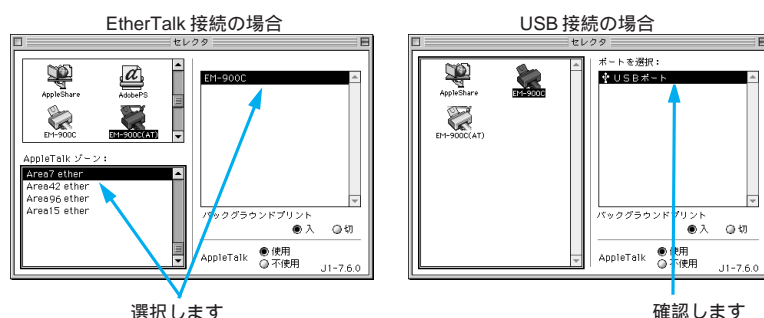 EtherTalk 接続の場合
セレクタ
AppleShare
AdobePS
EM-900C
EM-900C(AT)
AppleTalk ゾーン：
Area7 ether
Area42 ether
Area96 ether
Area15 ether
EM-900C
バックグラウンドプリント
入 切
AppleTalk
使用
不使用
J1-7.6.0
選択します
USB 接続の場合
セレクタ
AppleShare
EM-900C
EM-900C(AT)
ポートを選択：
USBポート
バックグラウンドプリント
入 切
AppleTalk
使用
不使用
J1-7.6.0
確認します